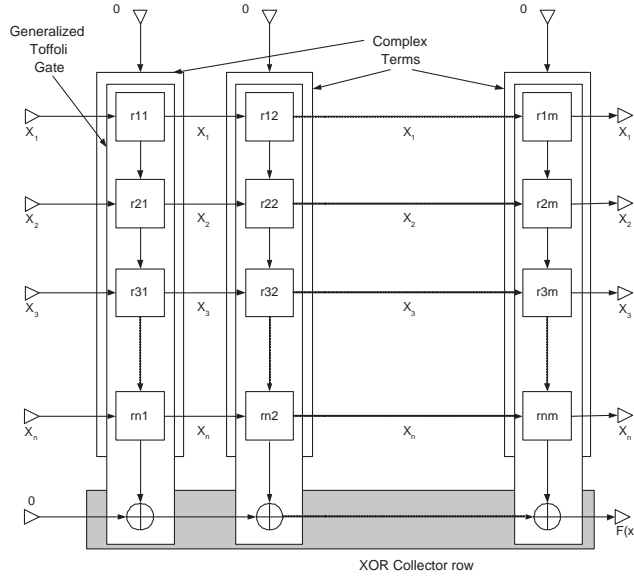 0 0 0
Generalized
Toffoli
Gate
Complex
Terms
r11 r12 r1m
X1 X1 X1 X1
r21 r22 r2m
X2 X2 X2 X2
r31 r32 r3m
X3 X3 X3 X3
rn1 rn2 rnm
Xn Xn Xn Xn
0
F(x
XOR Collector row